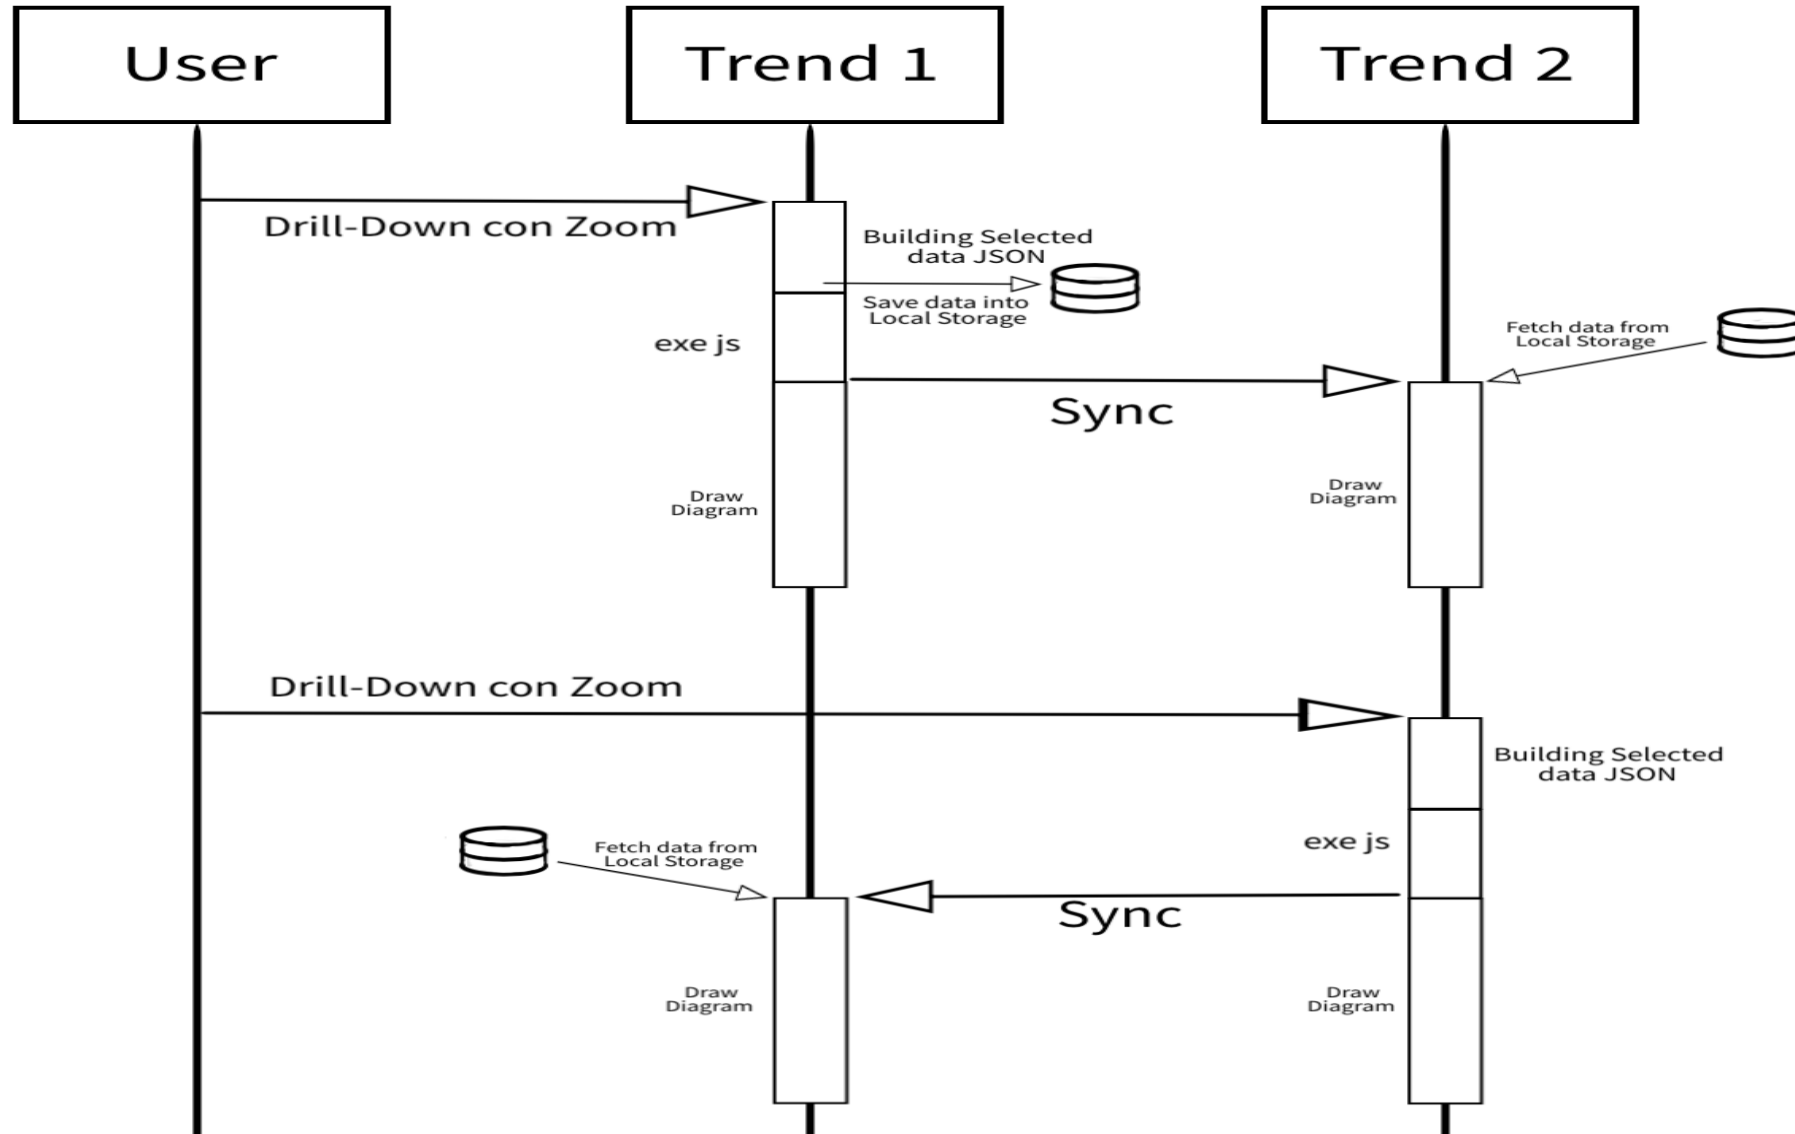 User
Trend 1
Trend 2
Drill-Down con Zoom
Building Selected
data JSON
Save data into
Local Storage
exe js
Fetch data from
Local Storage
Sync
Draw
Diagram
Draw
Diagram
Drill-Down con Zoom
Building Selected
data JSON
exe js
Fetch data from
Local Storage
Sync
Draw
Diagram
Draw
Diagram